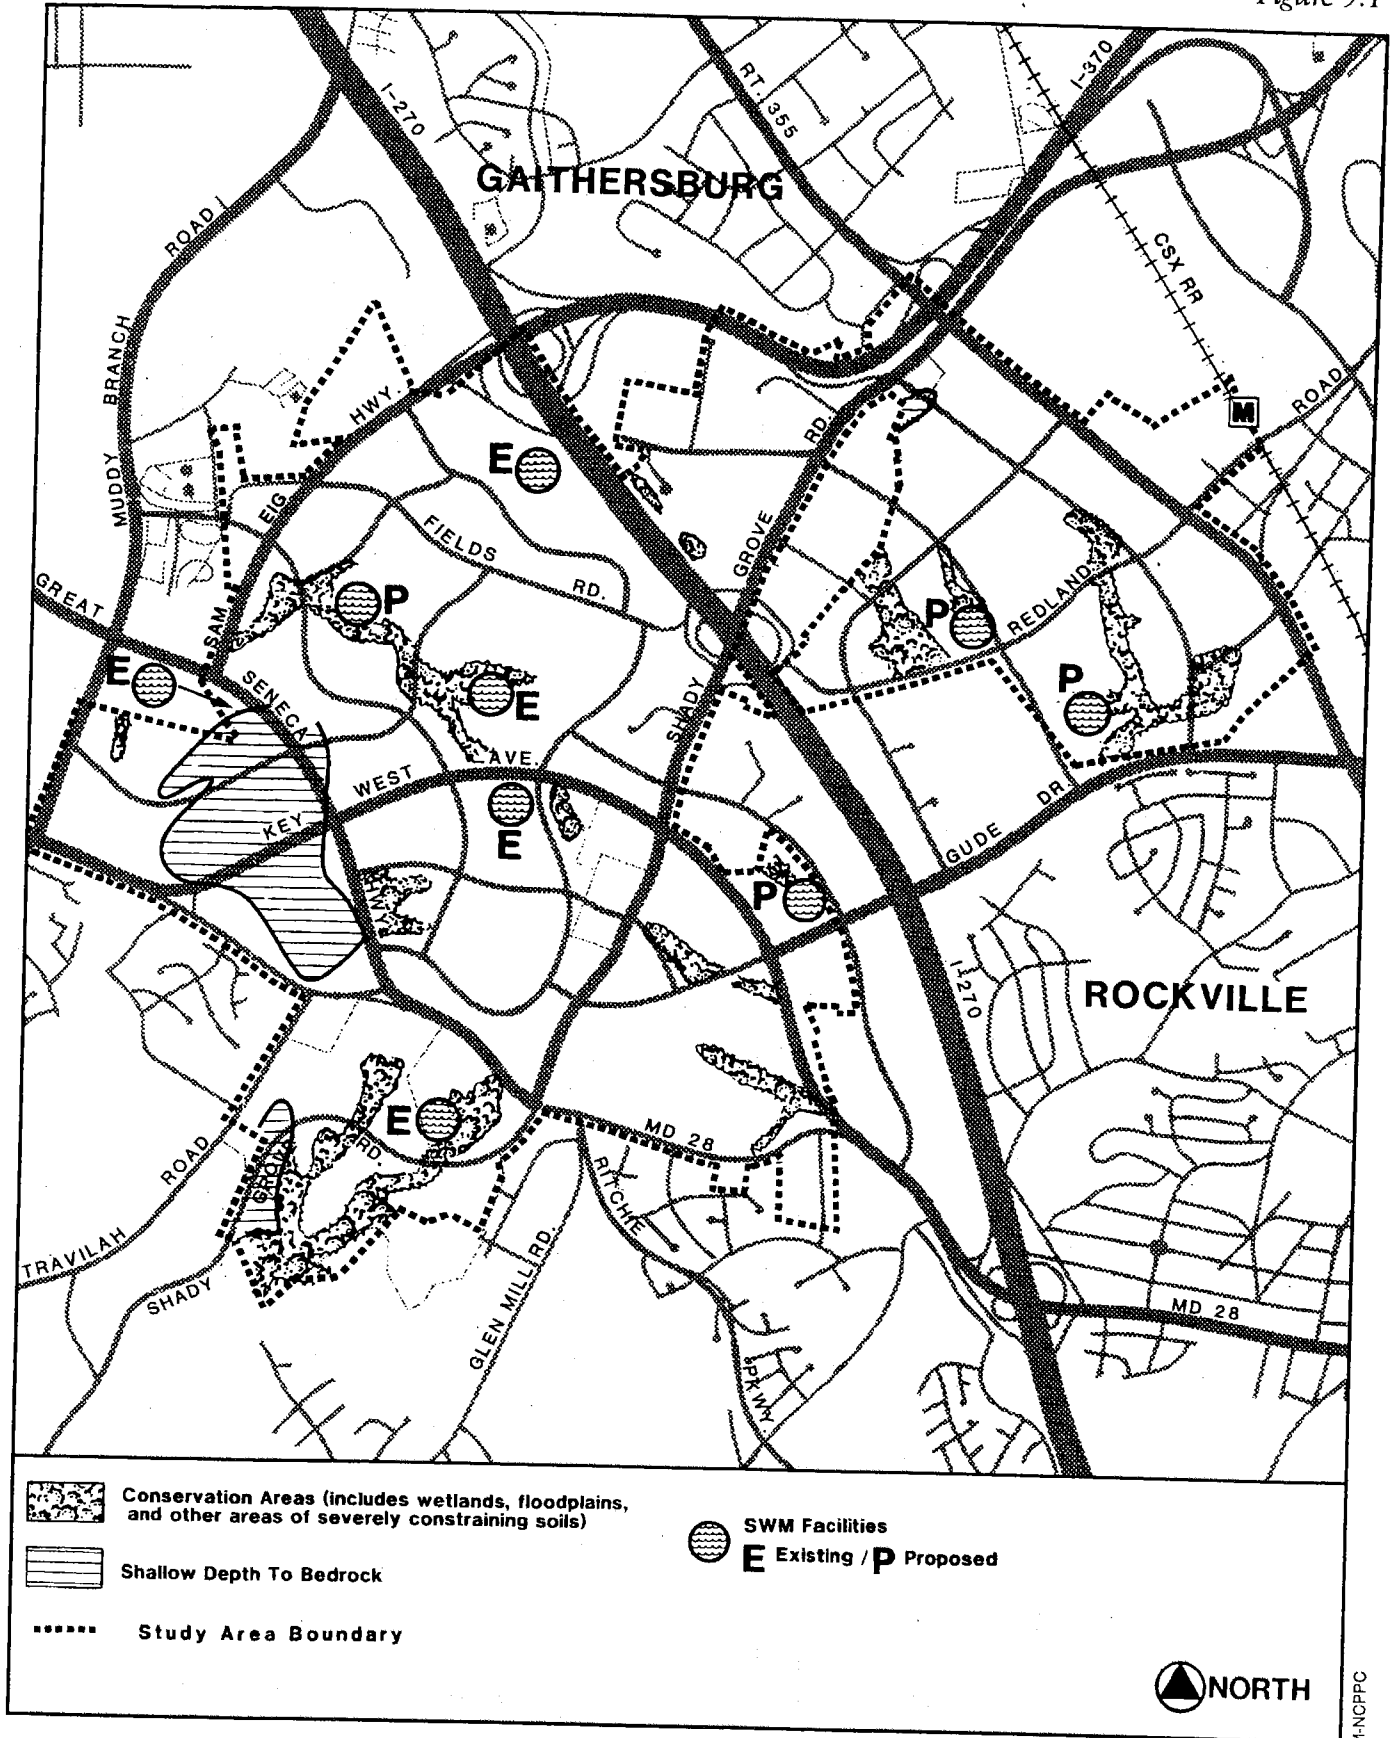 Figure 9.1
I-270
RT. 355
I-370
GAITHERSBURG
ROAD
CSX RR
BRANCH
HWY.
M
ROAD
RD.
E
MUDDY
EIG
FIELDS
RD.
GROVE
GREAT
SAM
P
P
REDLAND
E
SENECA
E
SHADY
P
WEST
AVE.
KEY
E
DR.
GUDE
P
HWY
I-270
ROCKVILLE
E
MD 28
ROAD
RD.
GROVE
RITCHIE
TRAVILAH
SHADY
GLEN MILL RD.
MD 28
PKWY.
Conservation Areas (includes wetlands, floodplains,
and other areas of severely constraining soils)
SWM Facilities
E Existing / P Proposed
Shallow Depth To Bedrock
Study Area Boundary
NORTH
M-NCPPC